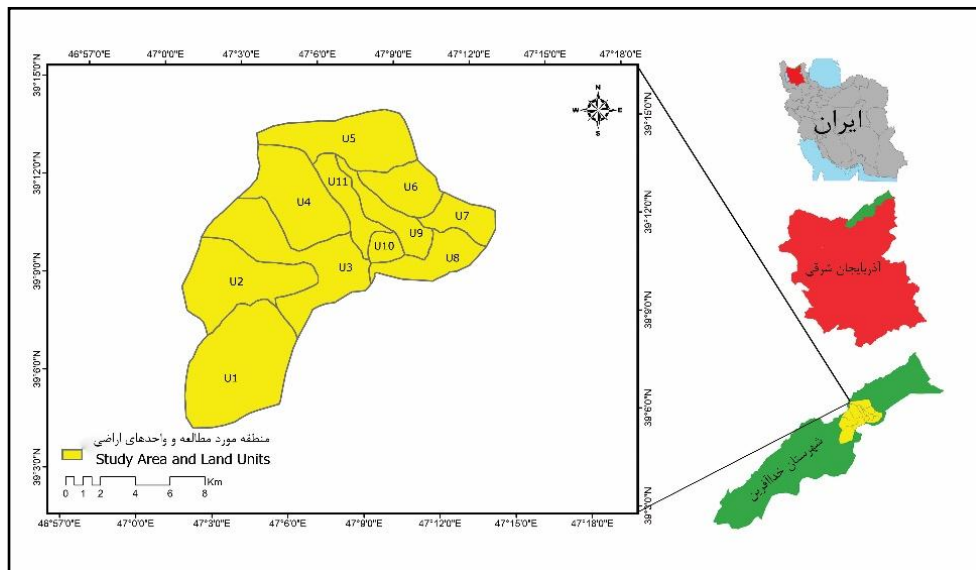 46°57'0"E 47°0'0"E 47°3'0"E 47°6'0"E 47°9'0"E 47°12'0"E 47°15'0"E 47°18'0"E
39°15'0"N
39°12'0"N
39°9'0"N
39°6'0"N
39°3'0"N
N
W E
S
U5
U11
U6
U4
U7
U9
U10
U3
U8
U2
U1
منطقه مورد مطالعه و واحدهای اراضی
Study Area and Land Units
0 1 2 4 6 8 Km
39°15'0"N
39°12'0"N
39°9'0"N
39°6'0"N
39°3'0"N
46°57'0"E 47°0'0"E 47°3'0"E 47°6'0"E 47°9'0"E 47°12'0"E 47°15'0"E 47°18'0"E
ایران
آذربایجان شرقی
شهرستان خداآفرین